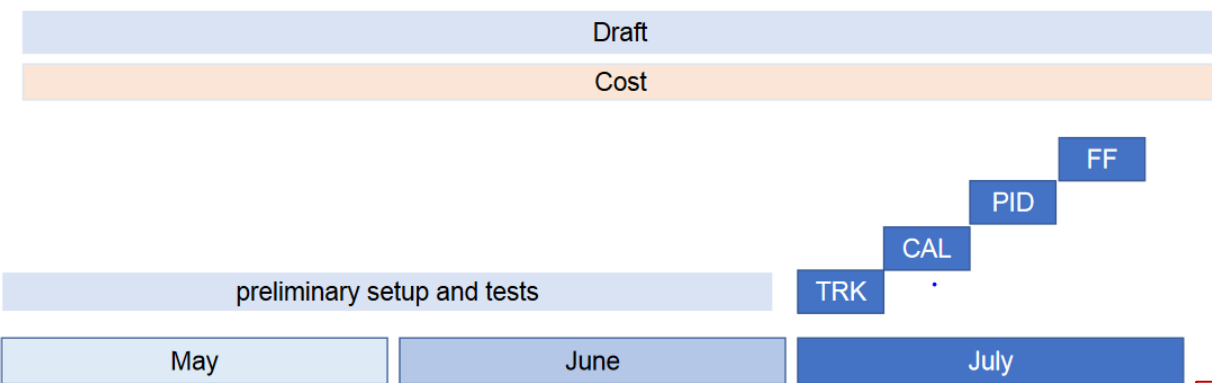 Draft
Cost
FF
PID
CAL
preliminary setup and tests
TRK
May
June
July